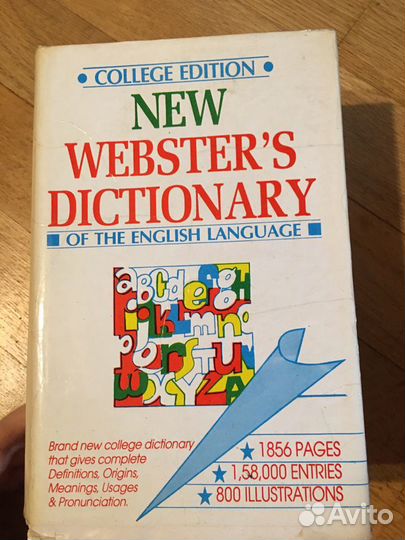 • COLLEGE EDITION •
NEW
WEBSTER'S
DICTIONARY
■ OF THE ENGLISH LANGUAGE ■
aBCde
Brand new college dictionary
that gives complete
Definitions, Origins,
Meanings, Usages
& Pronunciation.
★ 1856 PAGES
★ 1,58,000 ENTRIES
★ 800 ILLUSTRATIONS
Avito